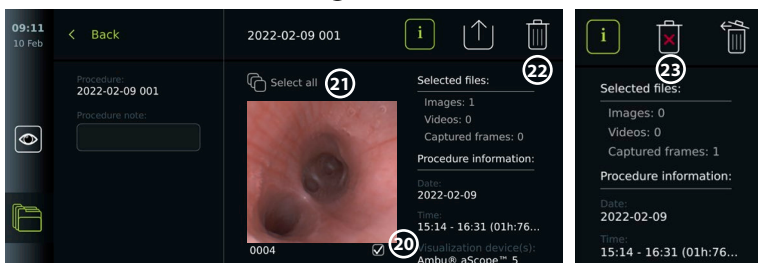 09:11
10 Feb
Back
2022-02-09 001
i
22
Procedure:
2022-02-09 001
Procedure note:
Select all
21
Selected files:
Images: 1
Videos: 0
Captured frames: 0
Procedure information:
Date:
2022-02-09
Time:
15:14 - 16:31 (01h:76...
0004
20
Visualization device(s):
Ambu® aScope™ 5
i
23
Selected files:
Images: 0
Videos: 0
Captured frames: 1
Procedure information:
Date:
2022-02-09
Time:
15:14 - 16:31 (01h:76...